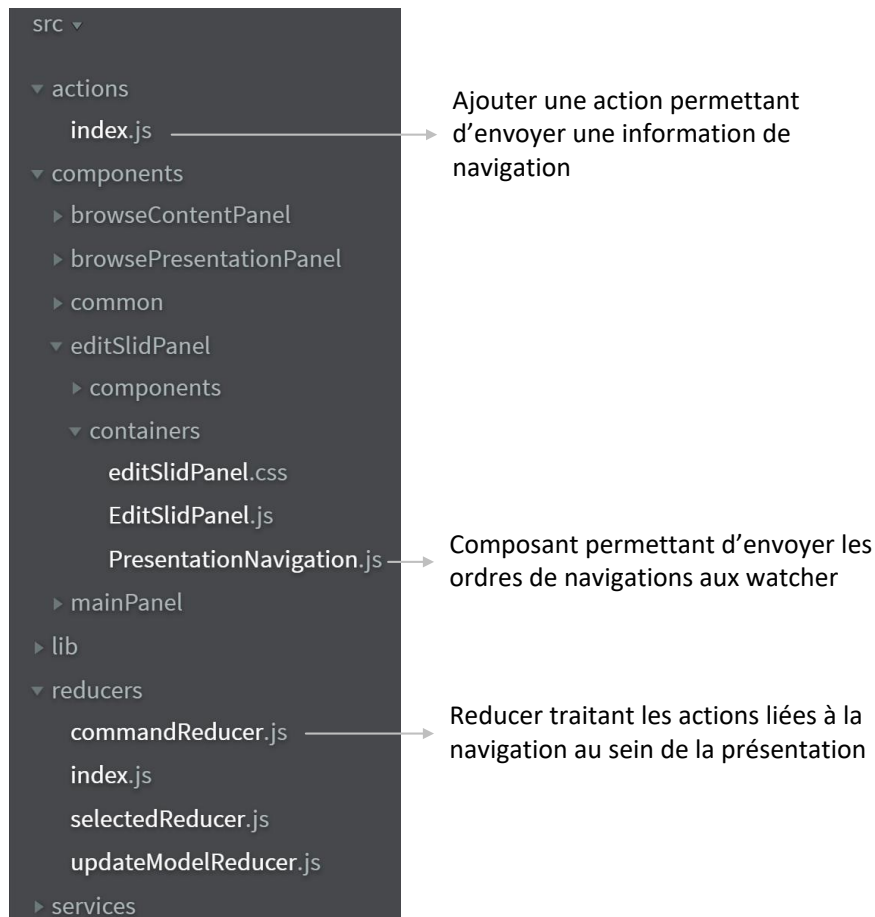 src
actions
index.js
Ajouter une action permettant
d’envoyer une information de
navigation
components
browseContentPanel
browsePresentationPanel
common
editSlidPanel
components
containers
editSlidPanel.css
EditSlidPanel.js
PresentationNavigation.js
Composant permettant d’envoyer les
ordres de navigations aux watcher
mainPanel
lib
reducers
commandReducer.js
Reducer traitant les actions liées à la
navigation au sein de la présentation
index.js
selectedReducer.js
updateModelReducer.js
services